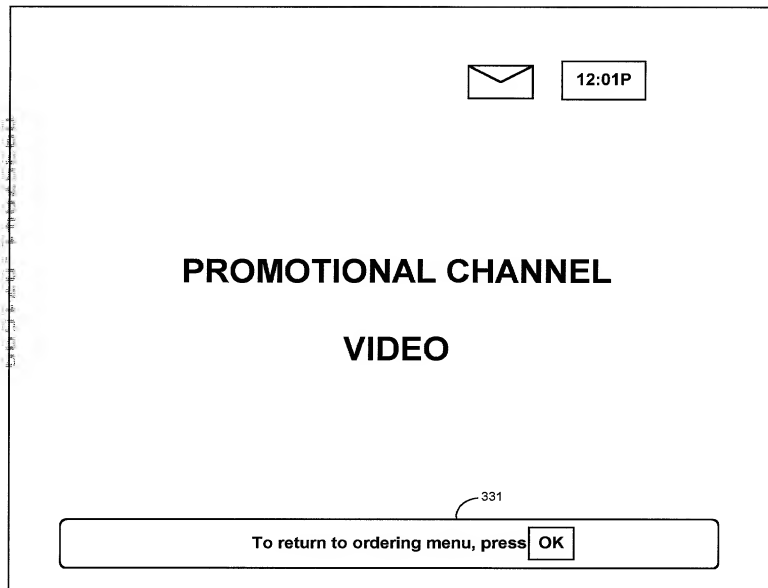 12:01P
PROMOTIONAL CHANNEL
VIDEO
331
To return to ordering menu, press OK